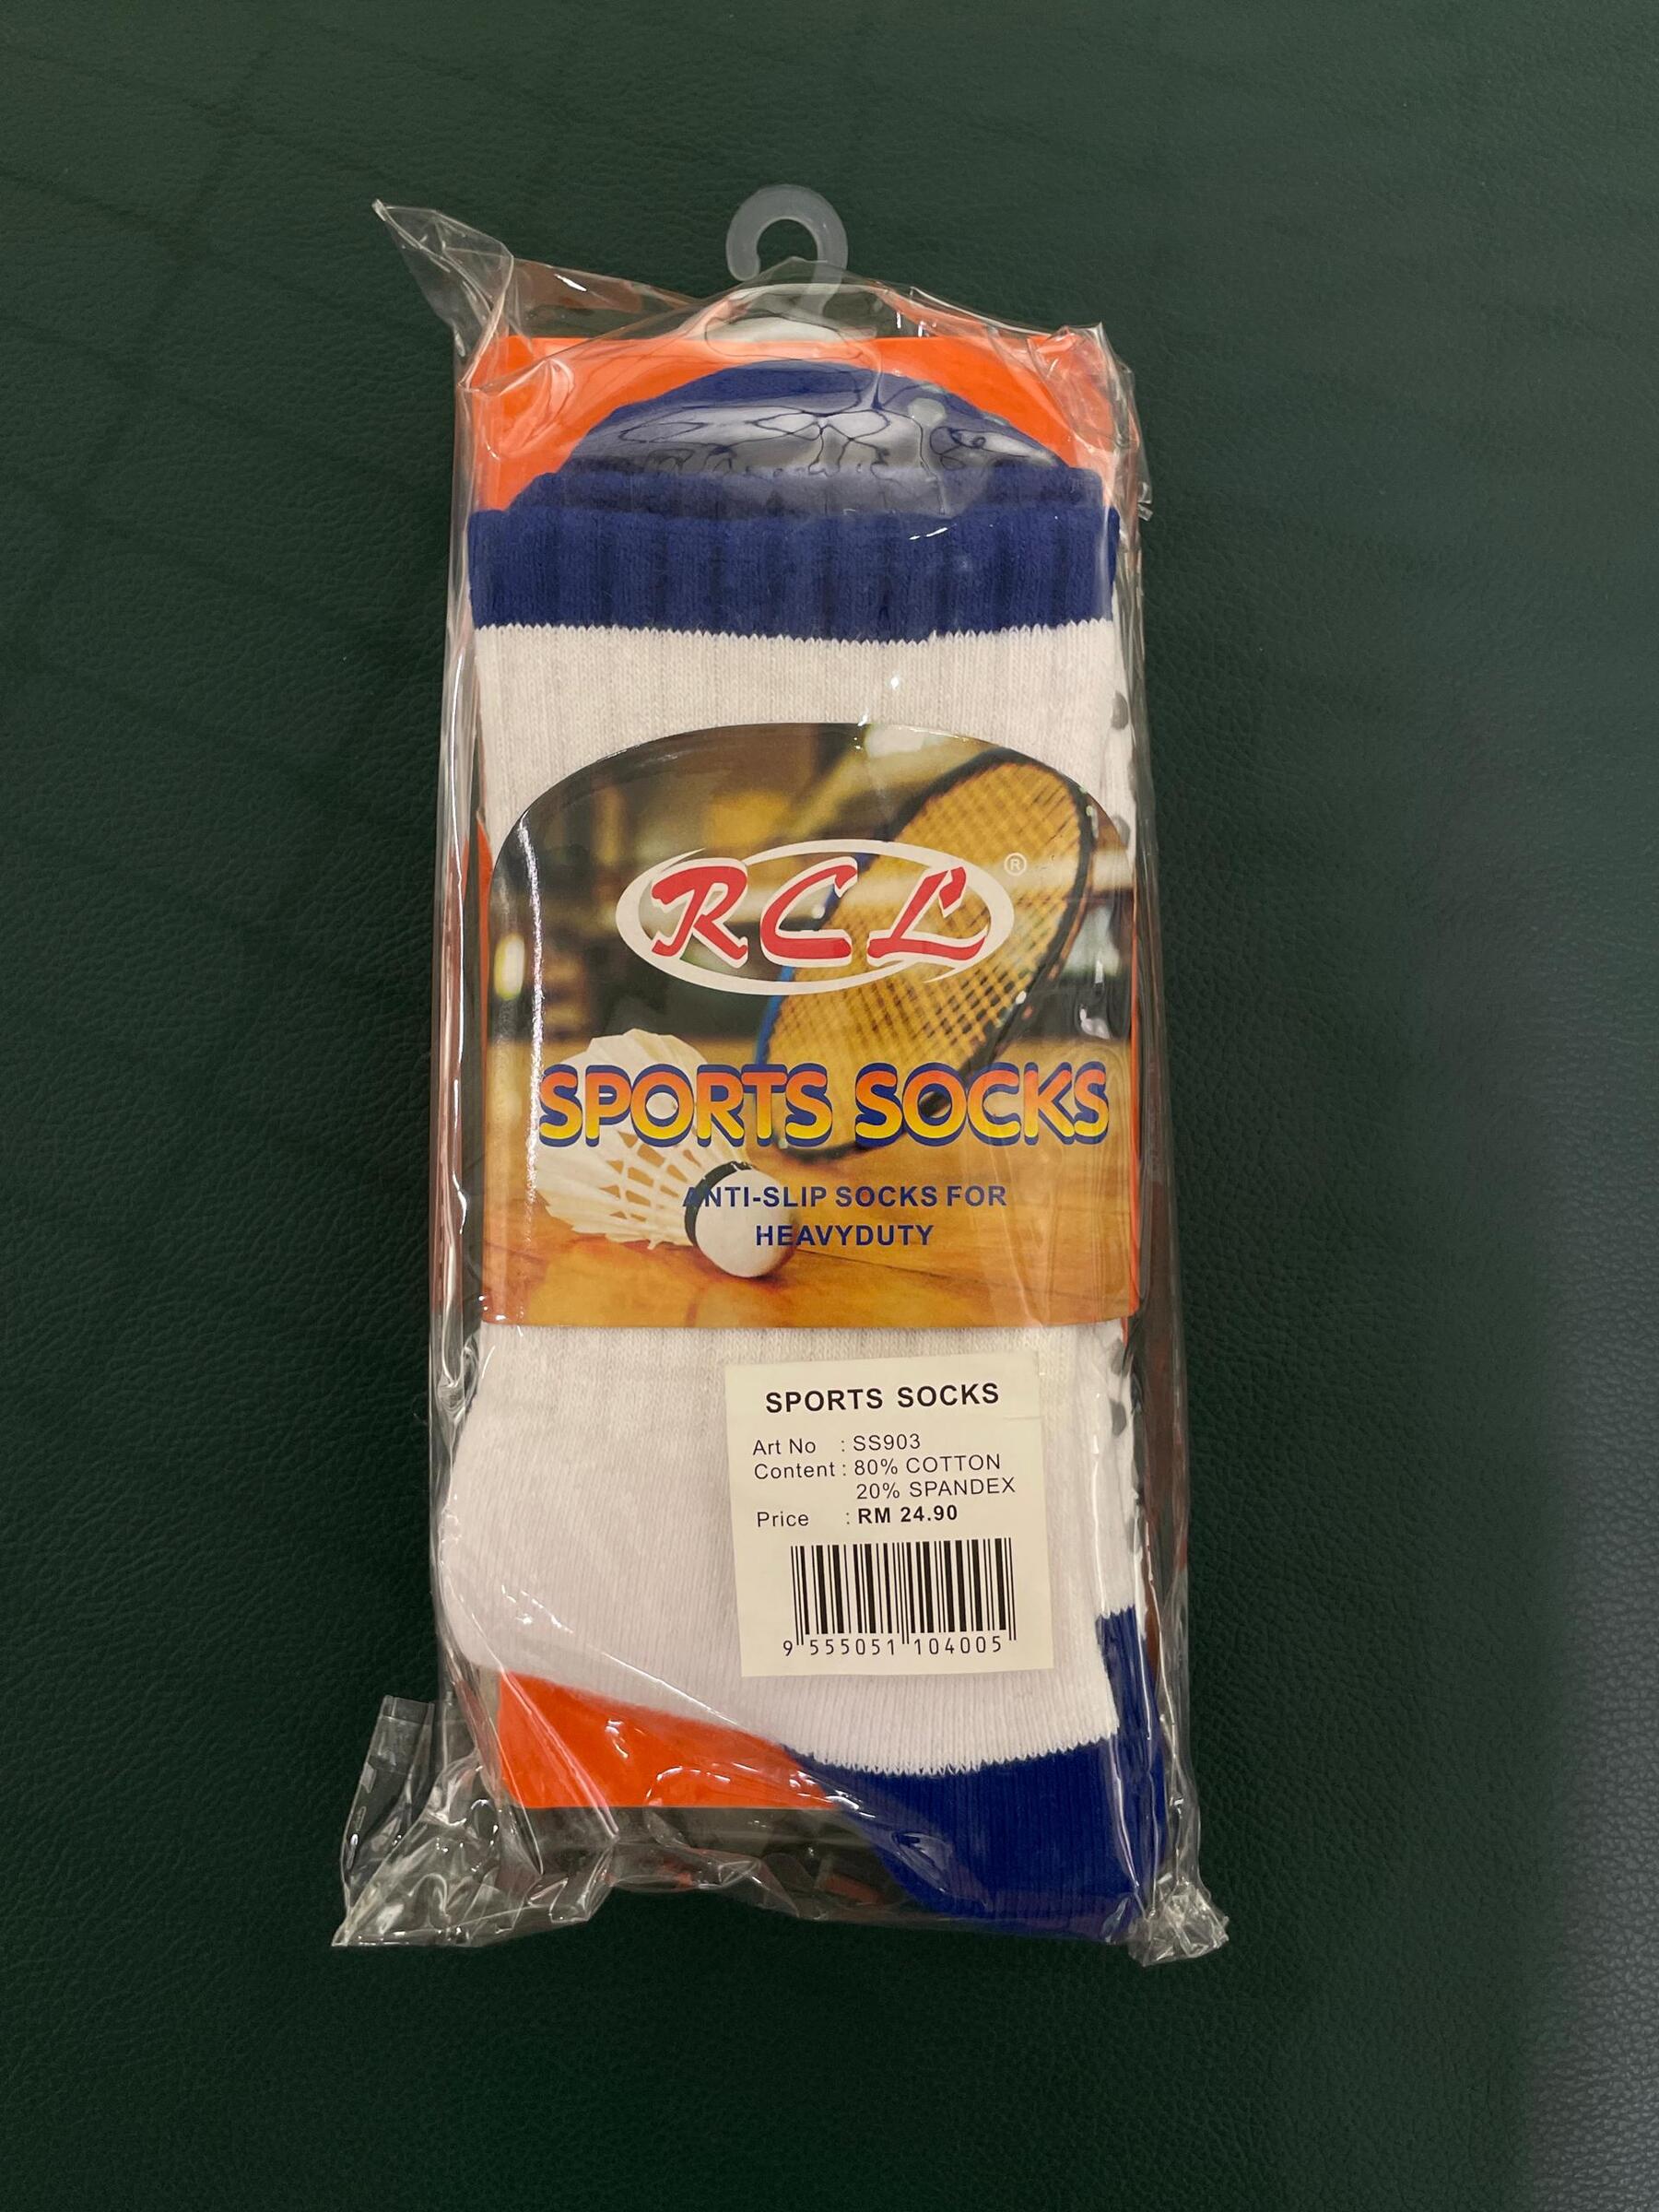 RCL ®
SPORTS SOCKS
ANTI-SLIP SOCKS FOR
HEAVYDUTY
SPORTS SOCKS
Art No : SS903
Content : 80% COTTON
20% SPANDEX
Price : RM 24.90
9 555051 104005